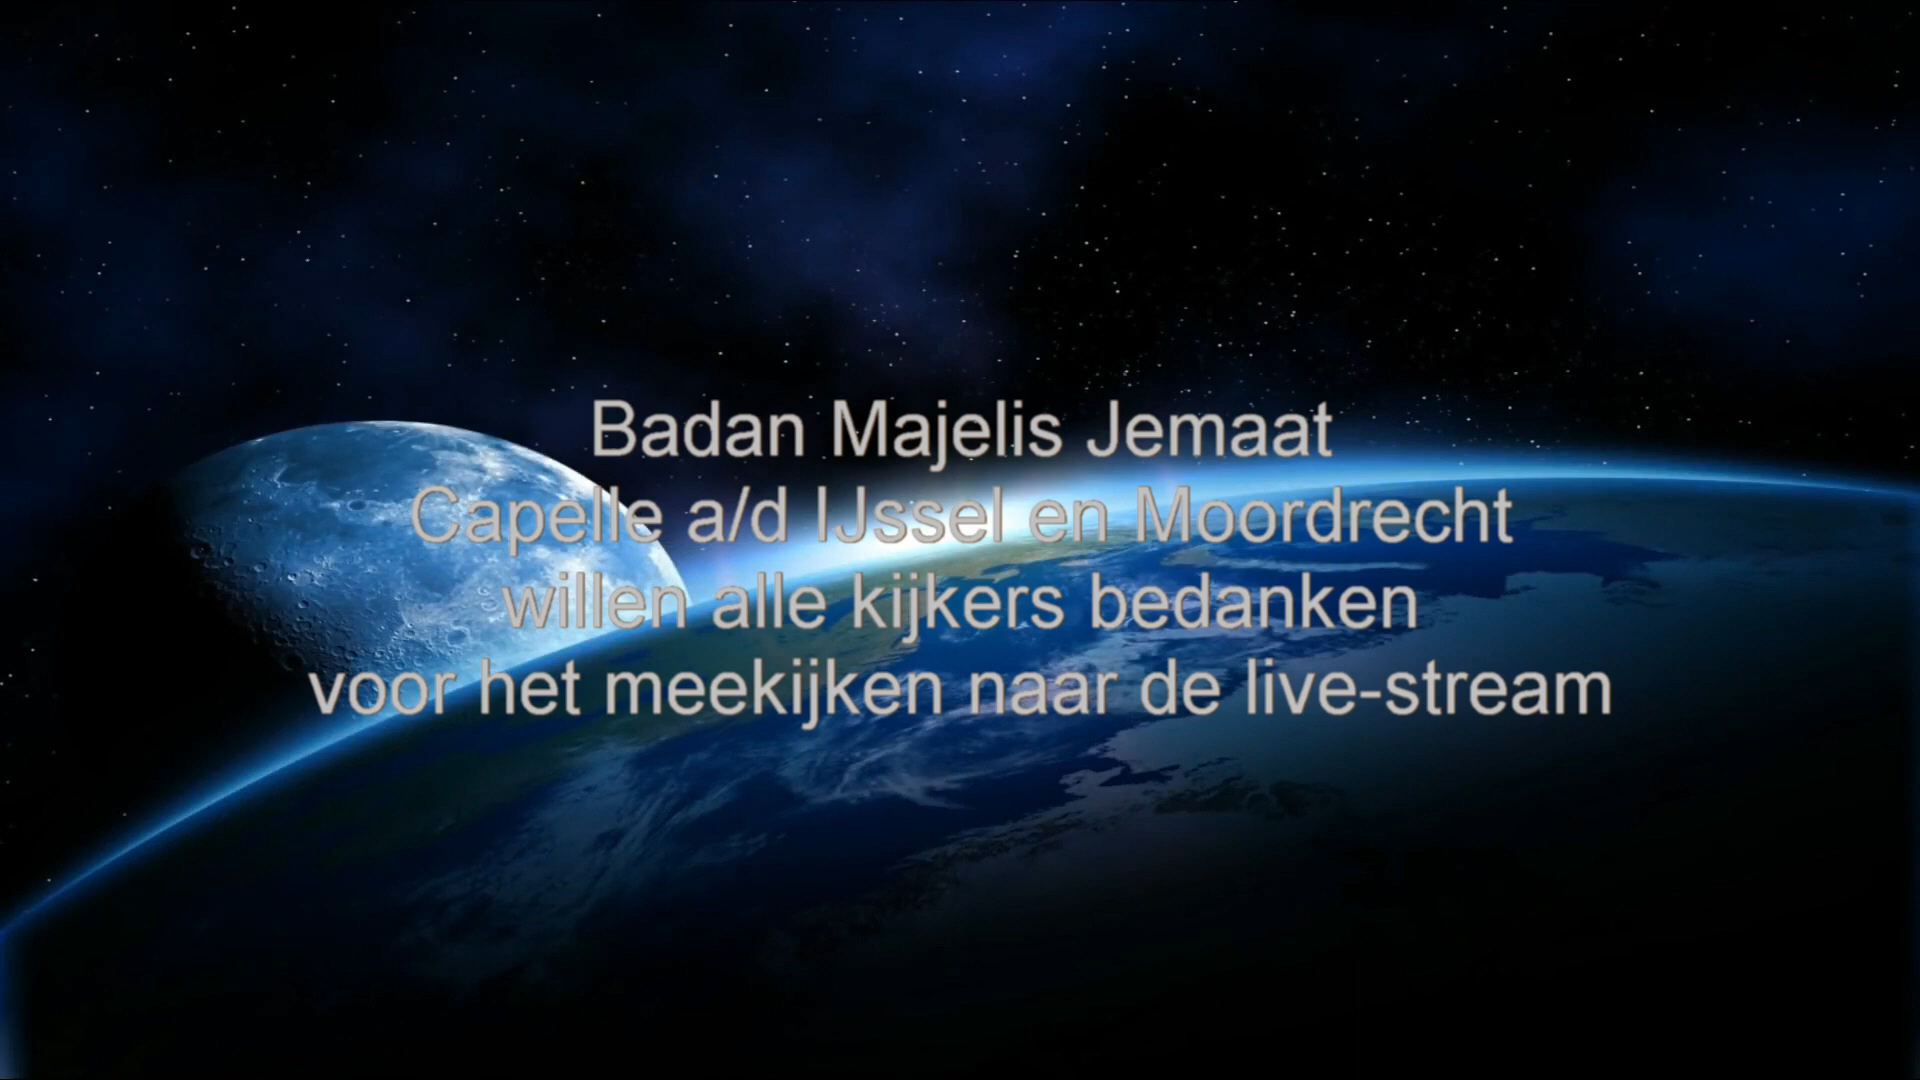 Badan Majelis Jemaat
Capelle a/d IJssel en Moordrecht
willen alle kijkers bedanken
voor het meekijken naar de live-stream